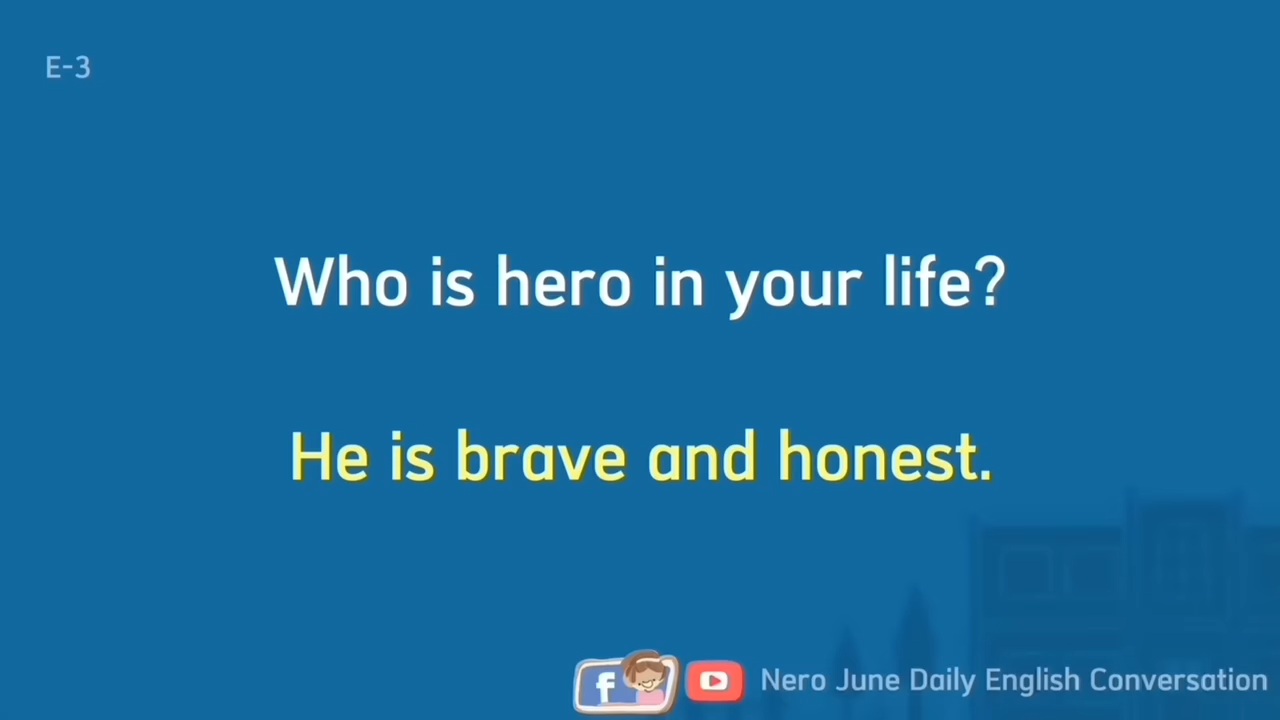 E-3
Who is hero in your life?
He is brave and honest.
f
Nero June Daily English Conversation